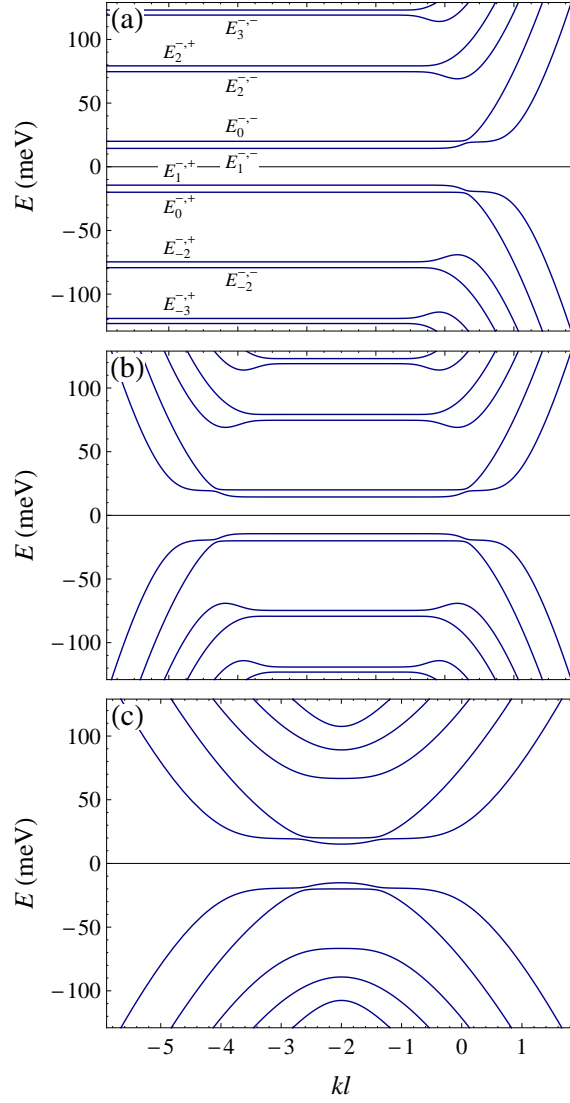 (a)
100
50
0
−50
−100
E (meV)
E_3^{−,−}
E_2^{−,+}
E_2^{−,−}
E_0^{−,−}
E_1^{−,+}
E_1^{−,−}
E_0^{−,+}
E_{−2}^{−,+}
E_{−2}^{−,−}
E_{−3}^{−,+}
(b)
100
50
0
−50
−100
E (meV)
(c)
100
50
0
−50
−100
E (meV)
−5 −4 −3 −2 −1 0 1
kl